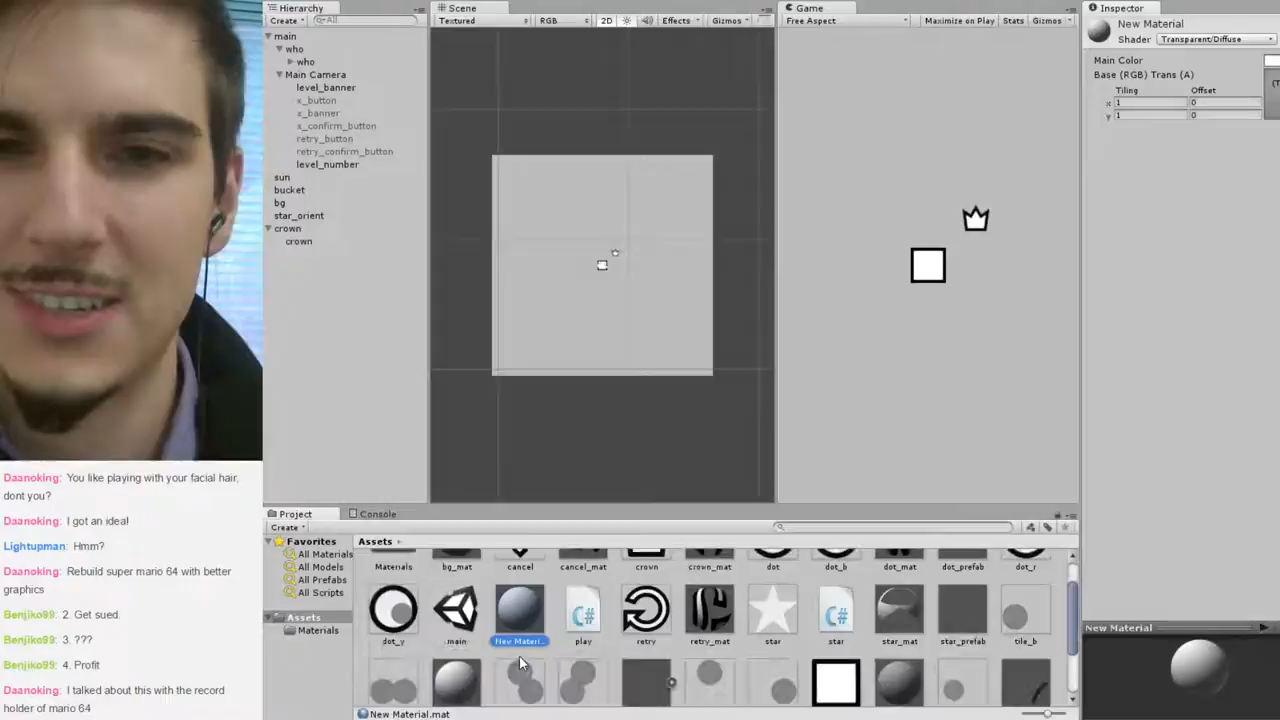 Hierarchy
Create
All
main
who
who
Main Camera
level_banner
x_button
x_banner
x_confirm_button
retry_button
retry_confirm_button
level_number
sun
bucket
bg
star_orient
crown
crown
Scene
Textured RGB 2D Effects Gizmos
Game
Free Aspect Maximize on Play Stats Gizmos
Inspector
New Material
Shader Transparent/Diffuse
Main Color
Base (RGB) Trans (A)
Tiling Offset
x 1 0
y 1 0
Daanoking: You like playing with your facial hair,
dont you?
Daanoking: I got an idea!
Lightupman: Hmm?
Daanoking: Rebuild super mario 64 with better
graphics
Benjiko99: 2. Get sued.
Benjiko99: 3. ???
Benjiko99: 4. Profit
Daanoking: I talked about this with the record
holder of mario 64
Project Console
Create
Favorites
All Materials
All Models
All Prefabs
All Scripts
Assets
Materials
Assets
Materials bg_mat cancel cancel_mat crown crown_mat dot dot_b dot_mat dot_prefab dot_r
dot_y main New Materi... play retry retry_mat star star star_mat star_prefab tile_b
New Material.mat
New Material